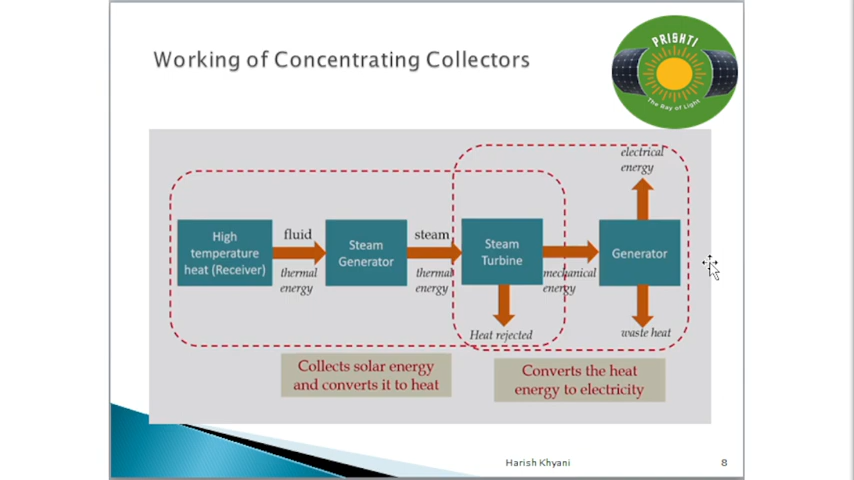 Working of Concentrating Collectors
PRISHTI
The Ray of Light
electrical
energy
High
temperature
heat (Receiver)
fluid
thermal
energy
Steam
Generator
steam
thermal
energy
Steam
Turbine
mechanical
energy
Generator
Heat rejected
waste heat
Collects solar energy
and converts it to heat
Converts the heat
energy to electricity
Harish Khyani
8